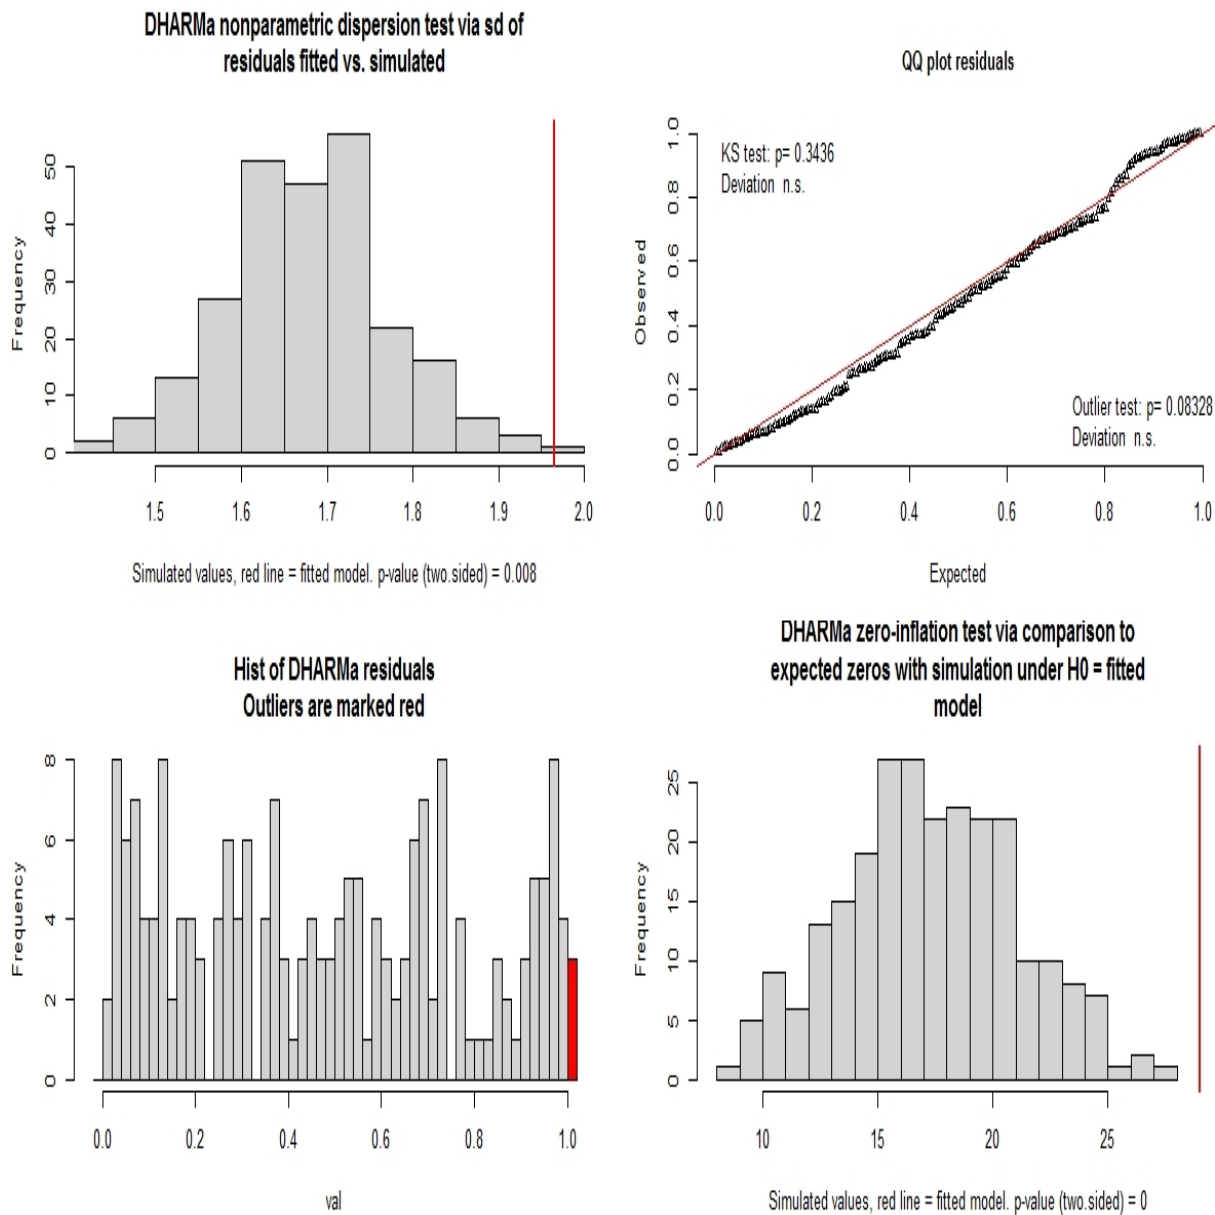 DHARMa nonparametric dispersion test via sd of
residuals fitted vs. simulated
Frequency
0
10
20
30
40
50
1.5
1.6
1.7
1.8
1.9
2.0
Simulated values, red line = fitted model. p-value (two.sided) = 0.008
QQ plot residuals
KS test: p= 0.3436
Deviation n.s.
Outlier test: p= 0.08328
Deviation n.s.
Observed
0.0
0.2
0.4
0.6
0.8
1.0
0.0
0.2
0.4
0.6
0.8
1.0
Expected
Hist of DHARMa residuals
Outliers are marked red
Frequency
0
2
4
6
8
0.0
0.2
0.4
0.6
0.8
1.0
val
DHARMa zero-inflation test via comparison to
expected zeros with simulation under H0 = fitted
model
Frequency
0
5
10
15
20
25
10
15
20
25
Simulated values, red line = fitted model. p-value (two.sided) = 0